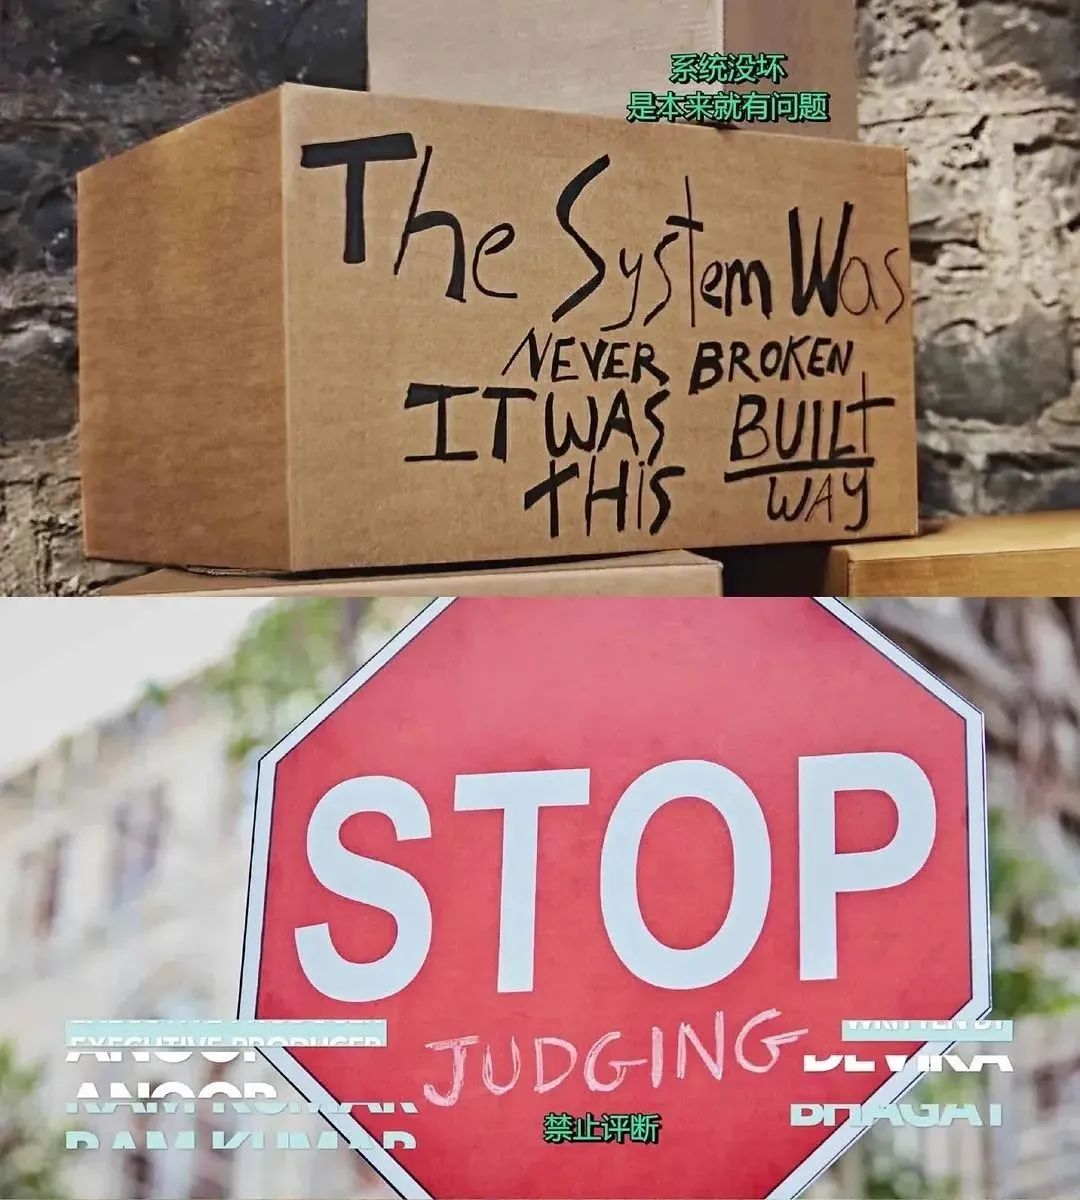 系统没坏
是本来就有问题
The System Was
NEVER BROKEN
IT WAS BUILt
tHiS WAY
STOP
JUDGING
EXECUTIVE PRODUCER
ANOOP
RAM KUMAR
WRITTEN BY
DEVIKA
BHAGAT
禁止评断